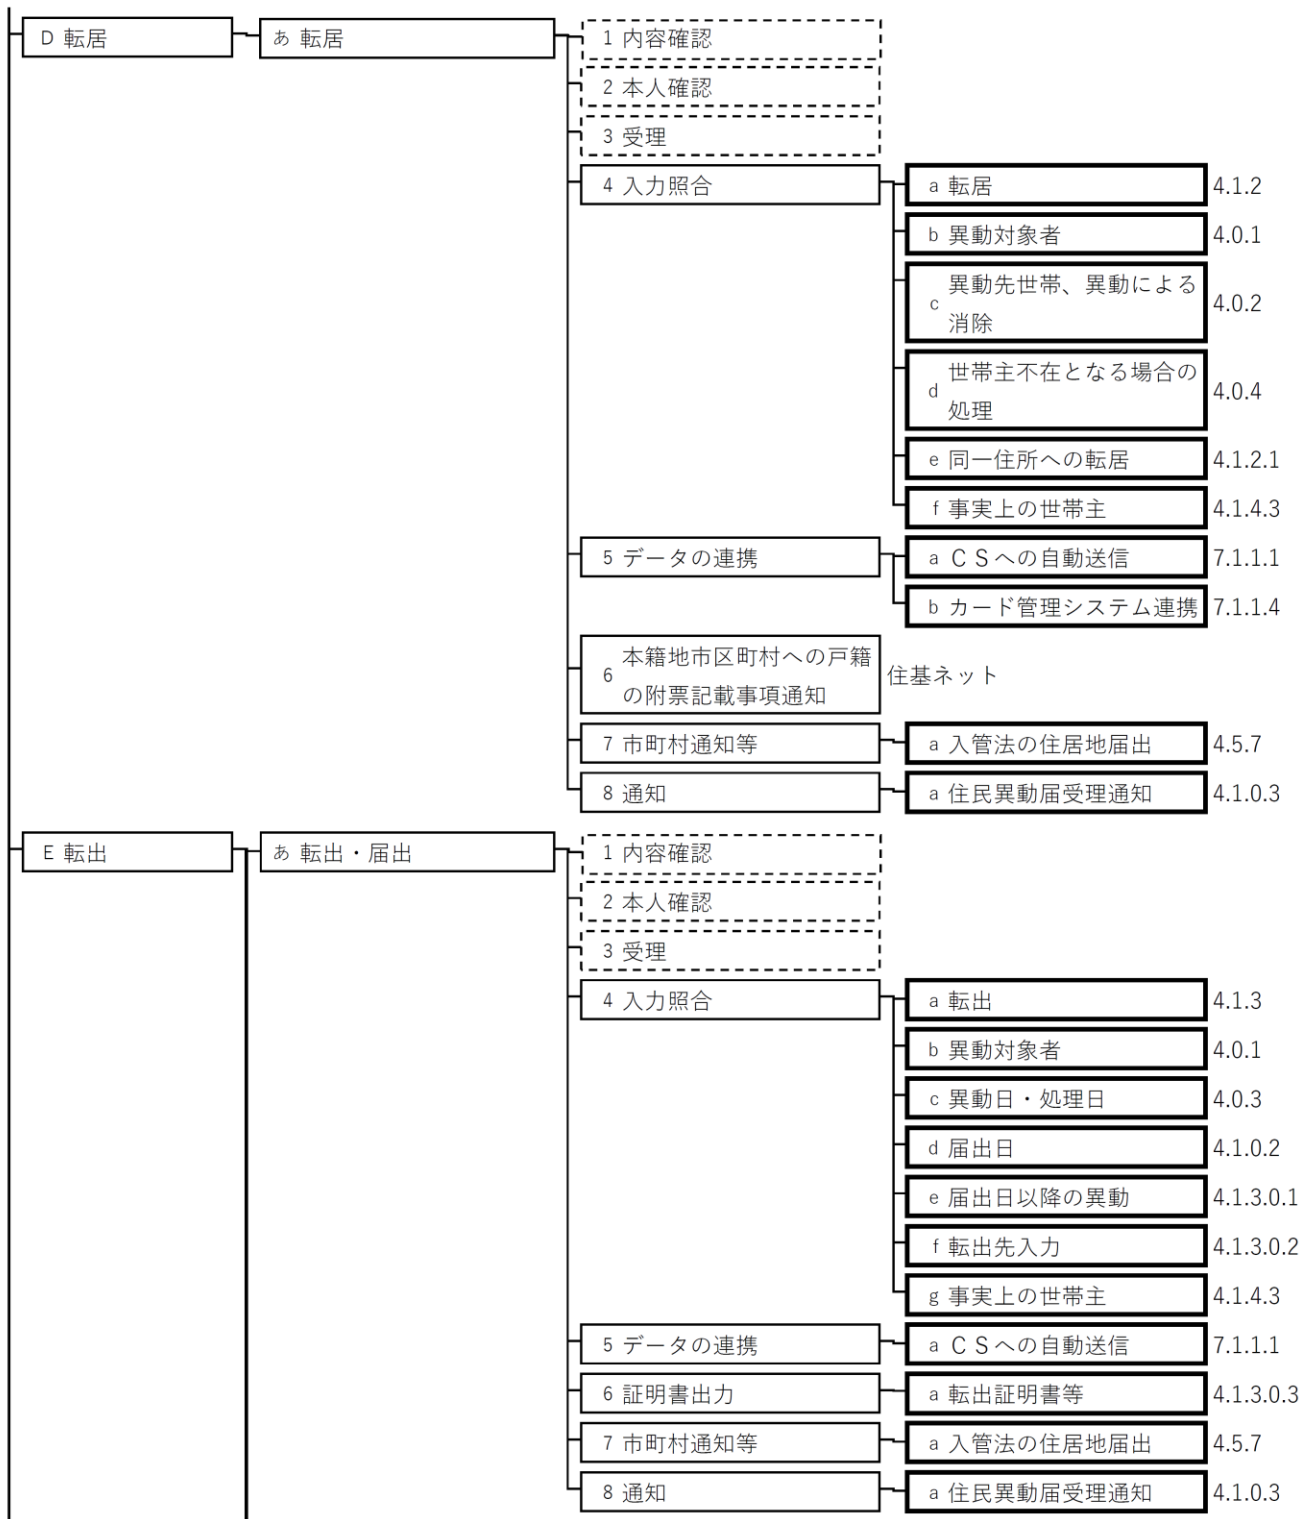 D 転居
あ 転居
1 内容確認
2 本人確認
3 受理
4 入力照合
a 転居 4.1.2
b 異動対象者 4.0.1
c 異動先世帯、異動による
消除 4.0.2
d 世帯主不在となる場合の
処理 4.0.4
e 同一住所への転居 4.1.2.1
f 事実上の世帯主 4.1.4.3
5 データの連携
a ＣＳへの自動送信 7.1.1.1
b カード管理システム連携 7.1.1.4
6 本籍地市区町村への戸籍
の附票記載事項通知
住基ネット
7 市町村通知等
a 入管法の住居地届出 4.5.7
8 通知
a 住民異動届受理通知 4.1.0.3
E 転出
あ 転出・届出
1 内容確認
2 本人確認
3 受理
4 入力照合
a 転出 4.1.3
b 異動対象者 4.0.1
c 異動日・処理日 4.0.3
d 届出日 4.1.0.2
e 届出日以降の異動 4.1.3.0.1
f 転出先入力 4.1.3.0.2
g 事実上の世帯主 4.1.4.3
5 データの連携
a ＣＳへの自動送信 7.1.1.1
6 証明書出力
a 転出証明書等 4.1.3.0.3
7 市町村通知等
a 入管法の住居地届出 4.5.7
8 通知
a 住民異動届受理通知 4.1.0.3